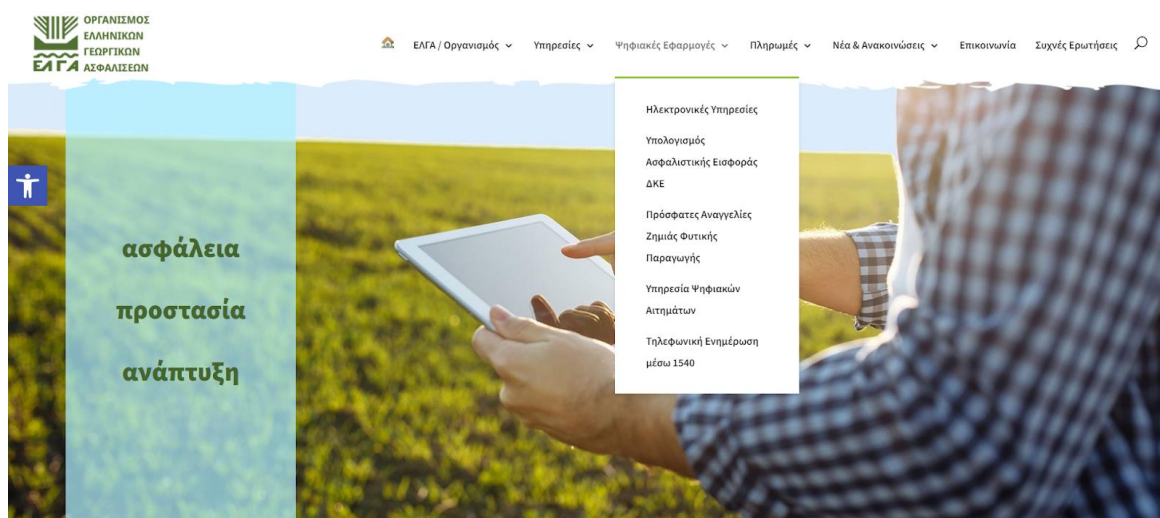 ΟΡΓΑΝΙΣΜΟΣ
ΕΛΛΗΝΙΚΩΝ
ΓΕΩΡΓΙΚΩΝ
ΕΛΓΑ ΑΣΦΑΛΙΣΕΩΝ
ΕΛΓΑ / Οργανισμός Υπηρεσίες Ψηφιακές Εφαρμογές Πληρωμές Νέα & Ανακοινώσεις Επικοινωνία Συχνές Ερωτήσεις
Ηλεκτρονικές Υπηρεσίες
Υπολογισμός
Ασφαλιστικής Εισφοράς
ΔΚΕ
Πρόσφατες Αναγγελίες
Ζημιάς Φυτικής
Παραγωγής
Υπηρεσία Ψηφιακών
Αιτημάτων
Τηλεφωνική Ενημέρωση
μέσω 1540
ασφάλεια
προστασία
ανάπτυξη